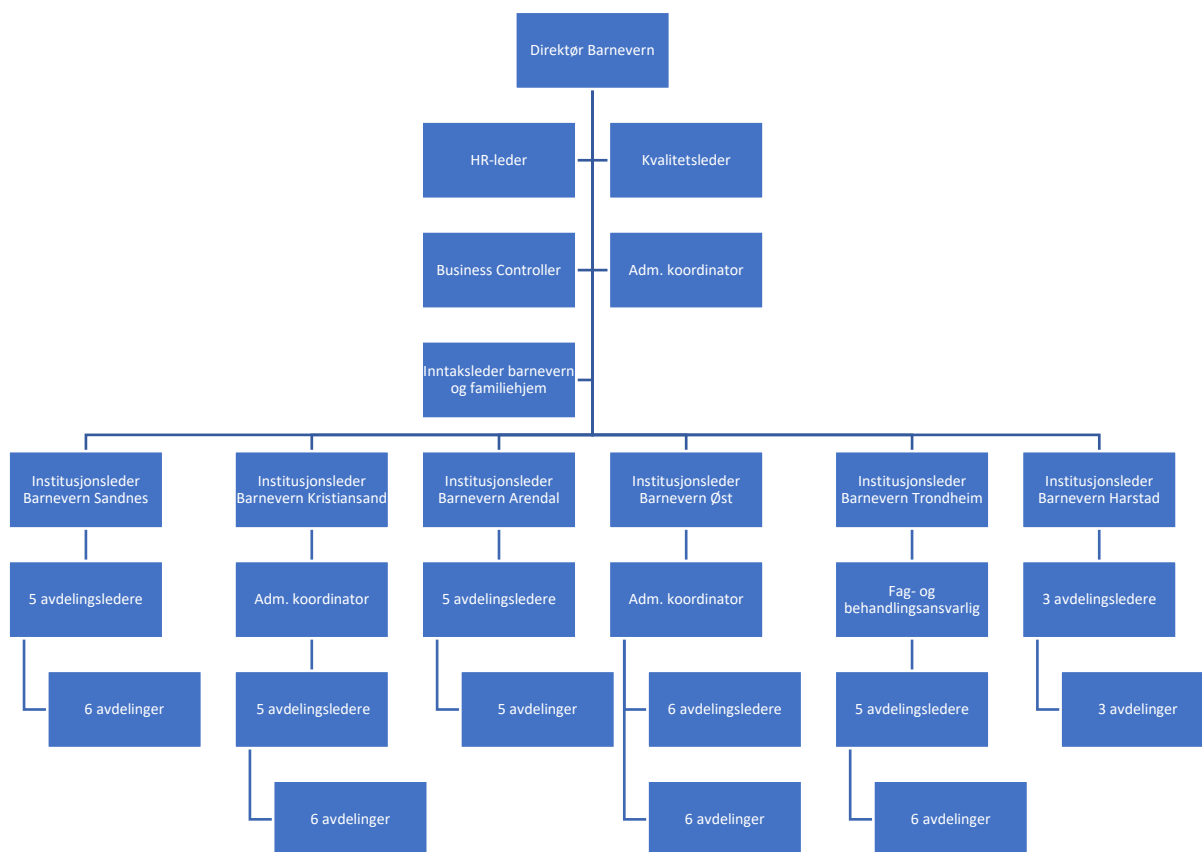 Direktør Barnevern
HR-leder
Kvalitetsleder
Business Controller
Adm. koordinator
Inntaksleder barnevern
og familiehjem
Institusjonsleder
Barnevern Sandnes
Institusjonsleder
Barnevern Kristiansand
Institusjonsleder
Barnevern Arendal
Institusjonsleder
Barnevern Øst
Institusjonsleder
Barnevern Trondheim
Institusjonsleder
Barnevern Harstad
5 avdelingsledere
Adm. koordinator
5 avdelingsledere
Adm. koordinator
Fag- og
behandlingsansvarlig
3 avdelingsledere
6 avdelinger
5 avdelingsledere
5 avdelinger
6 avdelingsledere
5 avdelingsledere
3 avdelinger
6 avdelinger
6 avdelinger
6 avdelinger